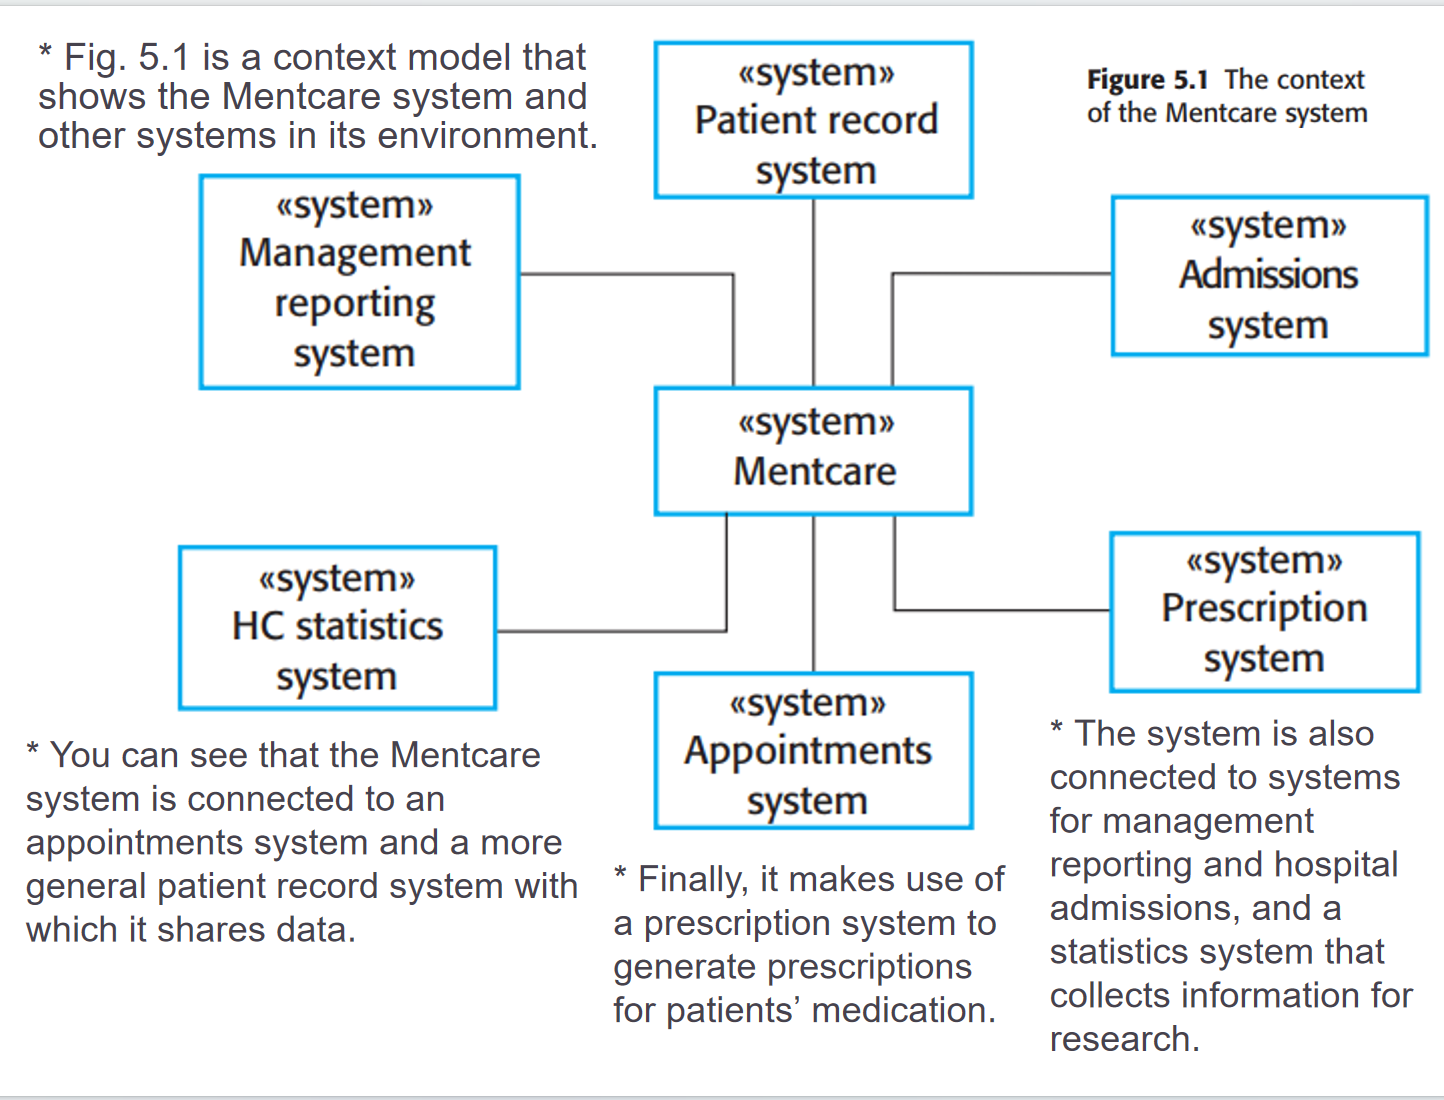 * Fig. 5.1 is a context model that
shows the Mentcare system and
other systems in its environment.
«system»
Patient record
system
Figure 5.1 The context
of the Mentcare system
«system»
Management
reporting
system
«system»
Admissions
system
«system»
Mentcare
«system»
HC statistics
system
«system»
Appointments
system
«system»
Prescription
system
* You can see that the Mentcare
system is connected to an
appointments system and a more
general patient record system with
which it shares data.
* Finally, it makes use of
a prescription system to
generate prescriptions
for patients’ medication.
* The system is also
connected to systems
for management
reporting and hospital
admissions, and a
statistics system that
collects information for
research.